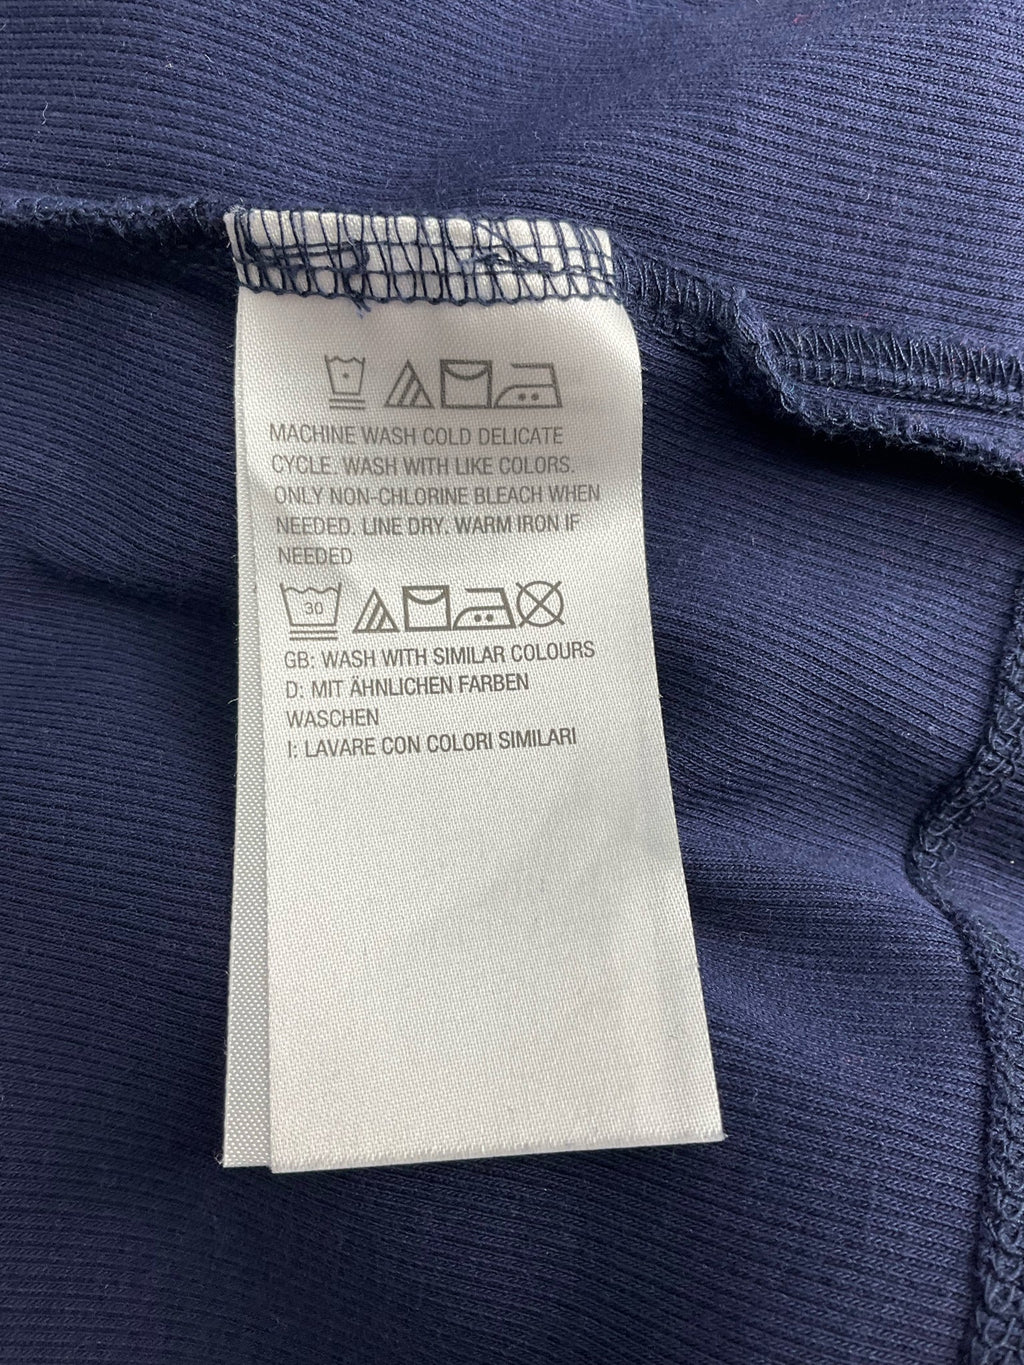 MACHINE WASH COLD DELICATE
CYCLE. WASH WITH LIKE COLORS.
ONLY NON-CHLORINE BLEACH WHEN
NEEDED. LINE DRY. WARM IRON IF
NEEDED
30
GB: WASH WITH SIMILAR COLOURS
D: MIT ÄHNLICHEN FARBEN
WASCHEN
I: LAVARE CON COLORI SIMILARI